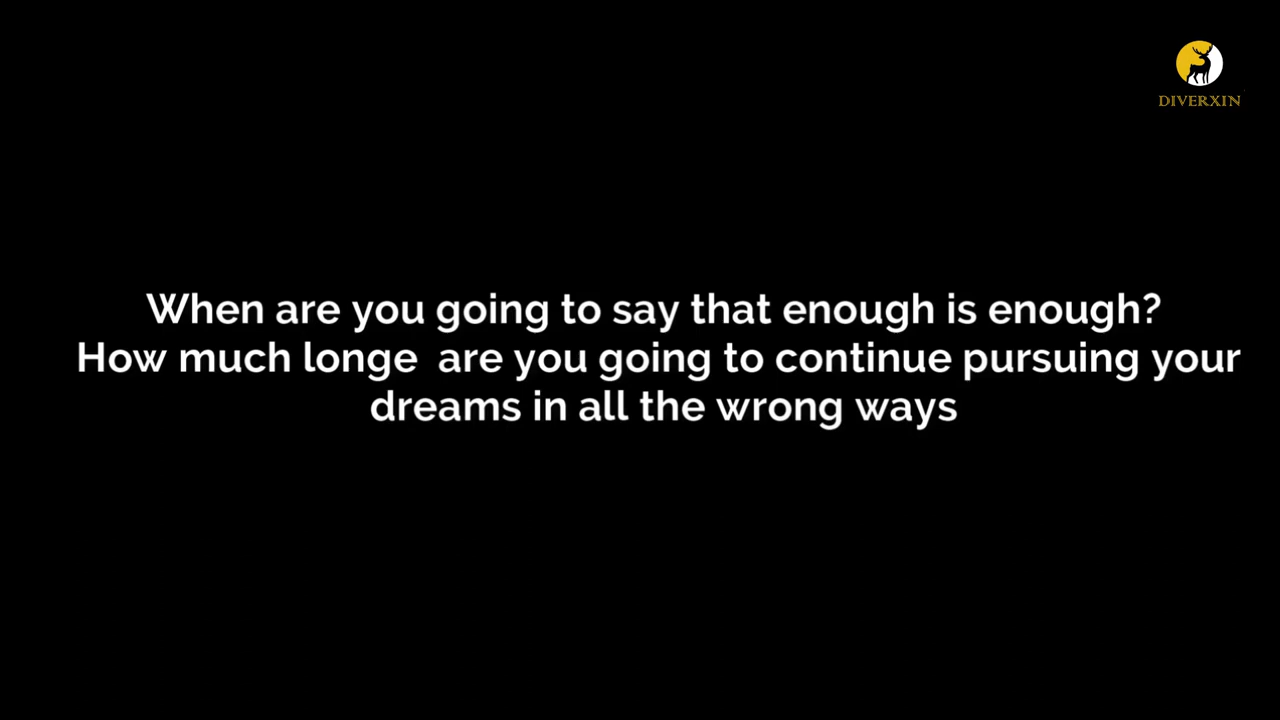 DIVERXIN
When are you going to say that enough is enough?
How much longe  are you going to continue pursuing your
dreams in all the wrong ways